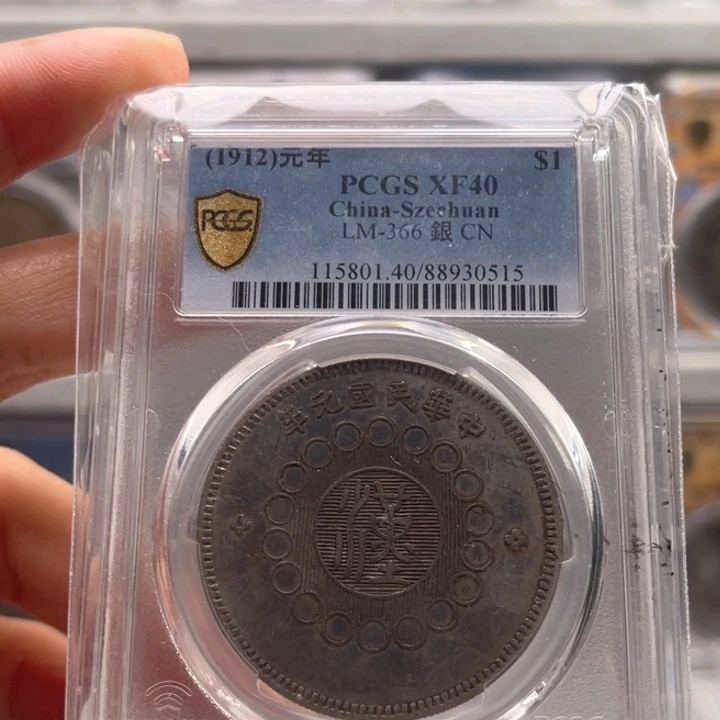 (1912)元年 $1
PCGS XF40
China-Szechuan
LM-366 銀 CN
115801.40/88930515
PCGS
中華民國元年
漢